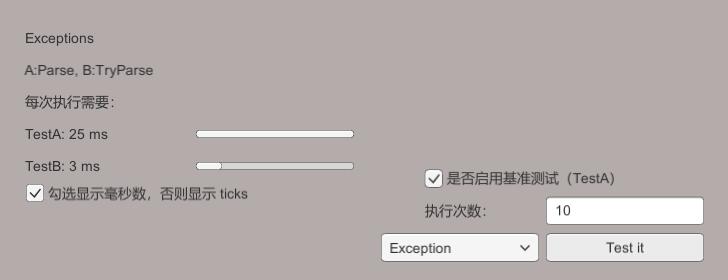 Exceptions
A:Parse, B:TryParse
每次执行需要：
TestA: 25 ms
TestB: 3 ms
勾选显示毫秒数，否则显示 ticks
是否启用基准测试（TestA）
执行次数：
10
Exception
Test it